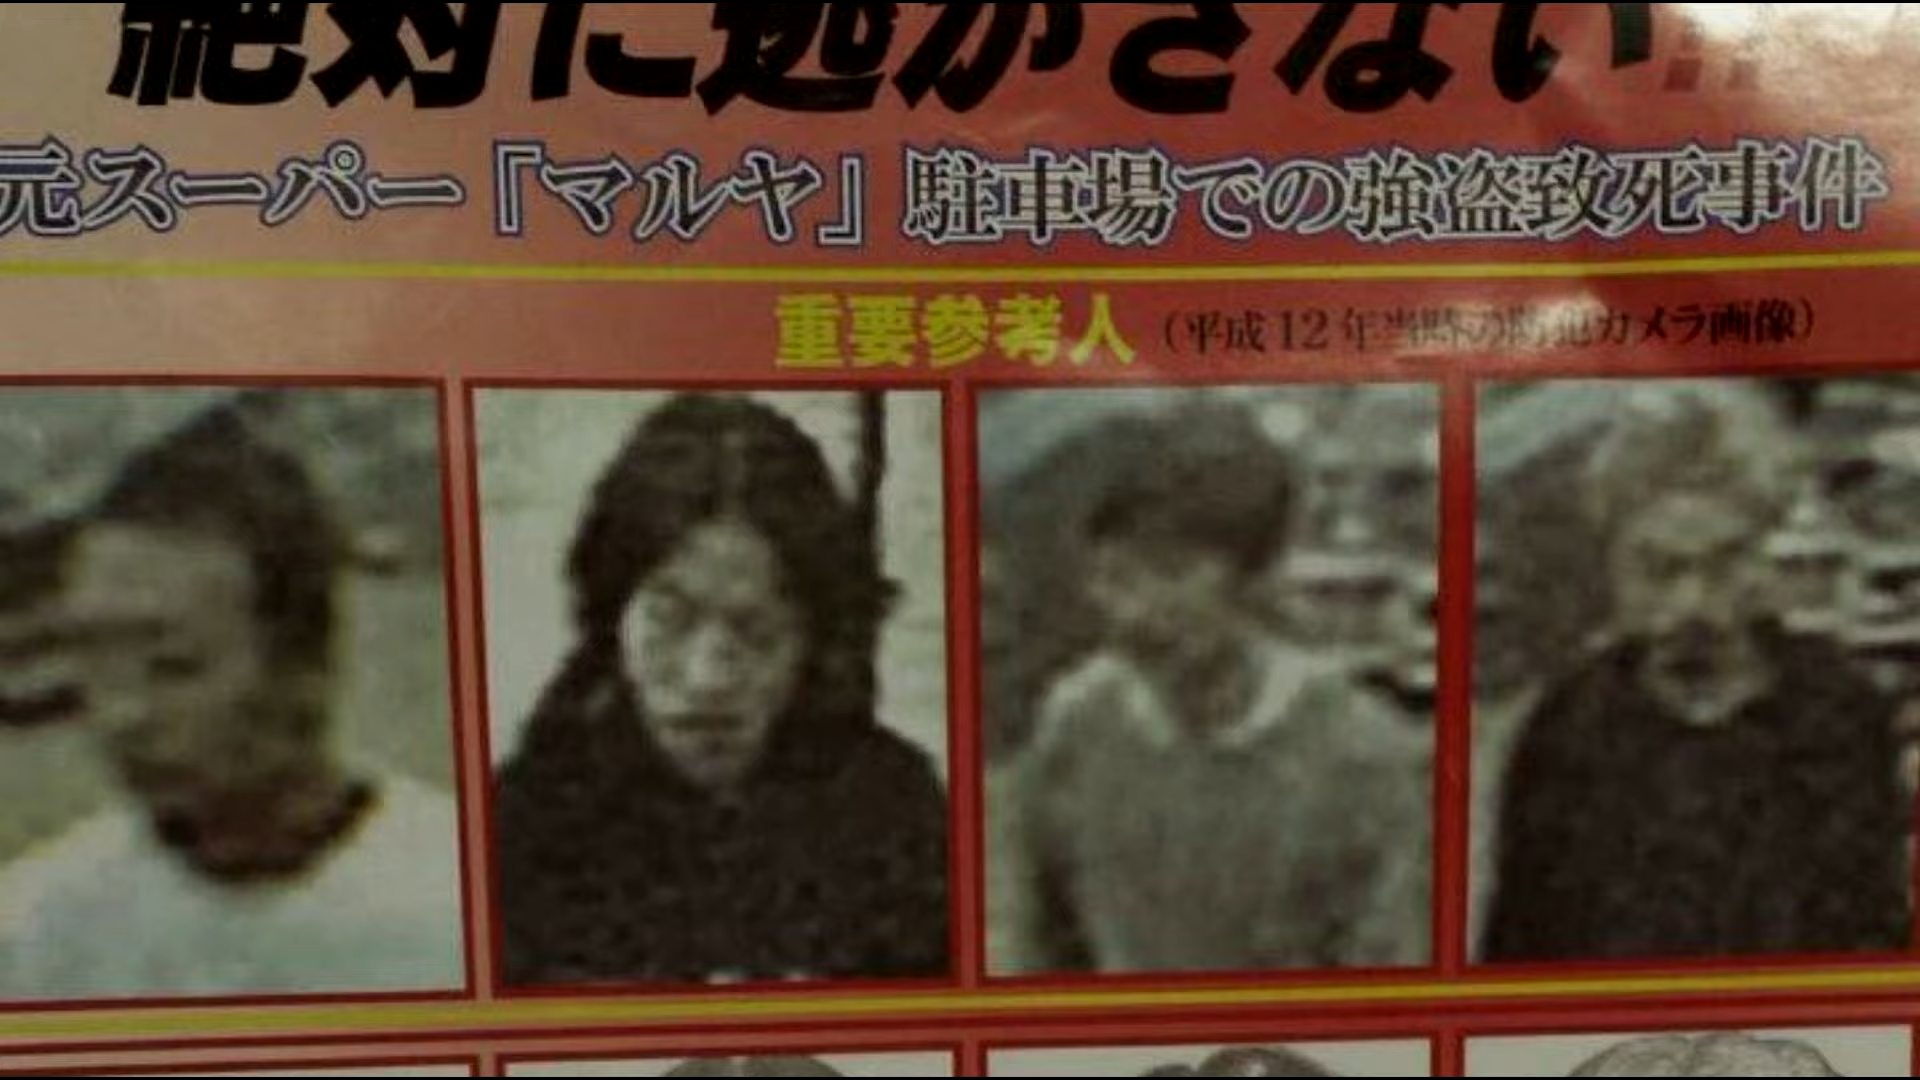 絶対に逃がさない!!
元スーパー『マルヤ』駐車場での強盗致死事件
重要参考人（平成12年当時の防犯カメラ画像）